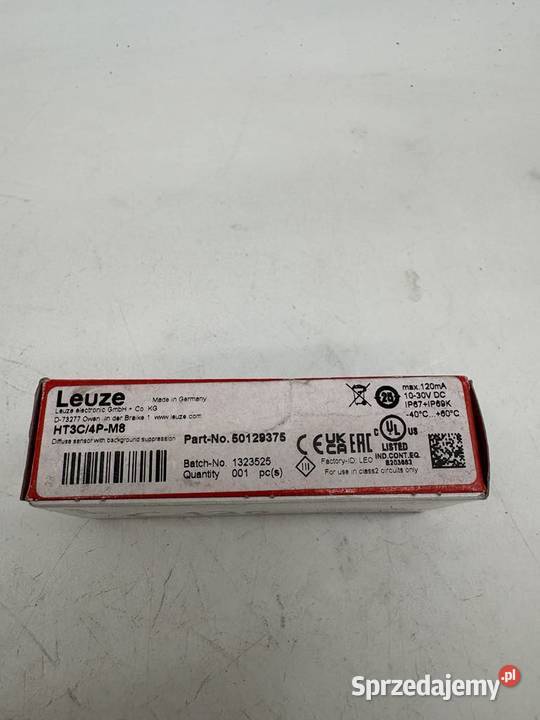 Leuze
Made in Germany
Leuze electronic GmbH + Co. KG
D-73277 Owen  In der Braike 1  www.leuze.com
HT3C/4P-M8
Diffuse sensor with background suppression
Part-No. 50129375
Batch-No. 1323525
Quantity 001 pc(s)
25
max.120mA
10-30V DC
IP67+IP69K
-40°C...+60°C
CE UK CA EAC
III
Factory-ID: LEO
C UL US
LISTED
IND.CONT.EQ.
For use in class2 circuits only
Sprzedajemy.pl